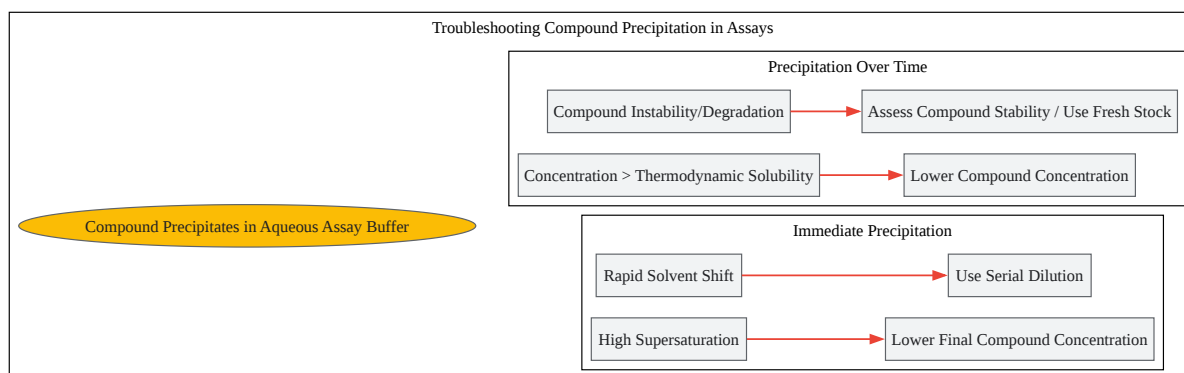 Troubleshooting Compound Precipitation in Assays
Precipitation Over Time
Compound Instability/Degradation
Assess Compound Stability / Use Fresh Stock
Concentration > Thermodynamic Solubility
Lower Compound Concentration
Compound Precipitates in Aqueous Assay Buffer
Immediate Precipitation
Rapid Solvent Shift
Use Serial Dilution
High Supersaturation
Lower Final Compound Concentration